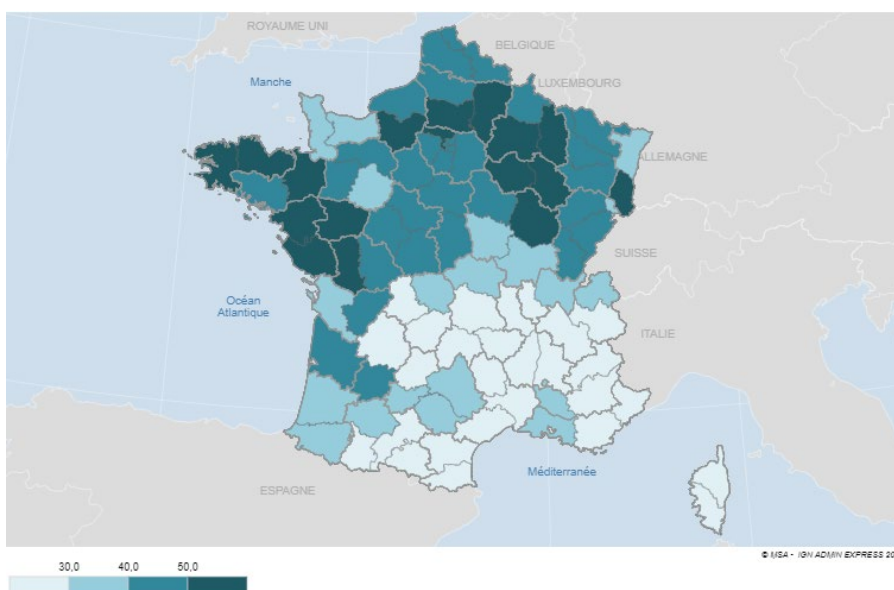 ROYAUME UNI
BELGIQUE
Manche
LUXEMBOURG
ALLEMAGNE
SUISSE
Océan
Atlantique
ITALIE
Méditerranée
ESPAGNE
© MSA - IGN ADMIN EXPRESS 20
30,0 40,0 50,0